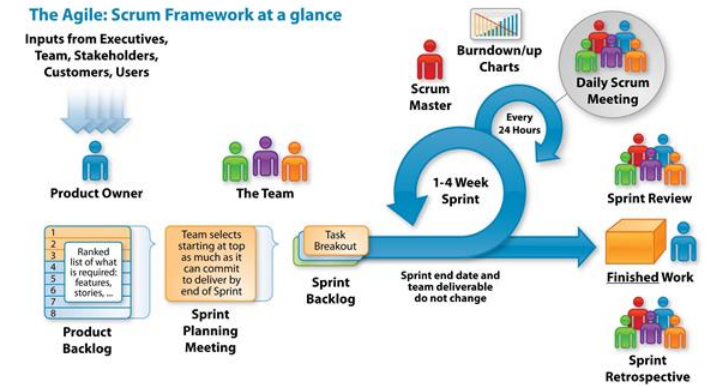 The Agile: Scrum Framework at a glance
Inputs from Executives,
Team, Stakeholders,
Customers, Users
Product Owner
The Team
1
2
3
4
5
6
7
8
Ranked
list of what
is required:
features,
stories, ...
Product
Backlog
Team selects
starting at top
as much as it
can commit
to deliver by
end of Sprint
Sprint
Planning
Meeting
Task
Breakout
Sprint
Backlog
Scrum
Master
Burndown/up
Charts
Daily Scrum
Meeting
Every
24 Hours
1-4 Week
Sprint
Sprint end date and
team deliverable
do not change
Sprint Review
Finished Work
Sprint
Retrospective